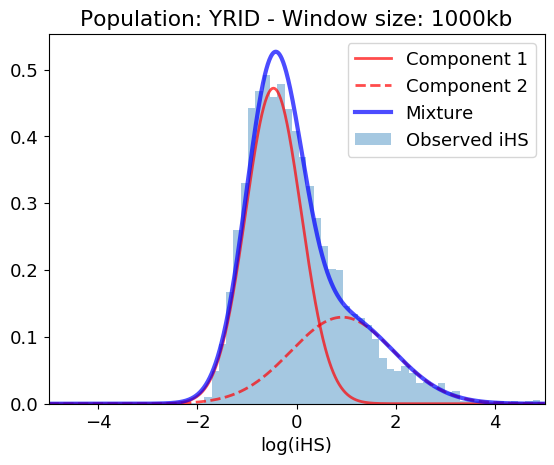 Population: YRID - Window size: 1000kb
Component 1
Component 2
Mixture
Observed iHS
0.5
0.4
0.3
0.2
0.1
0.0
−4
−2
0
2
4
log(iHS)